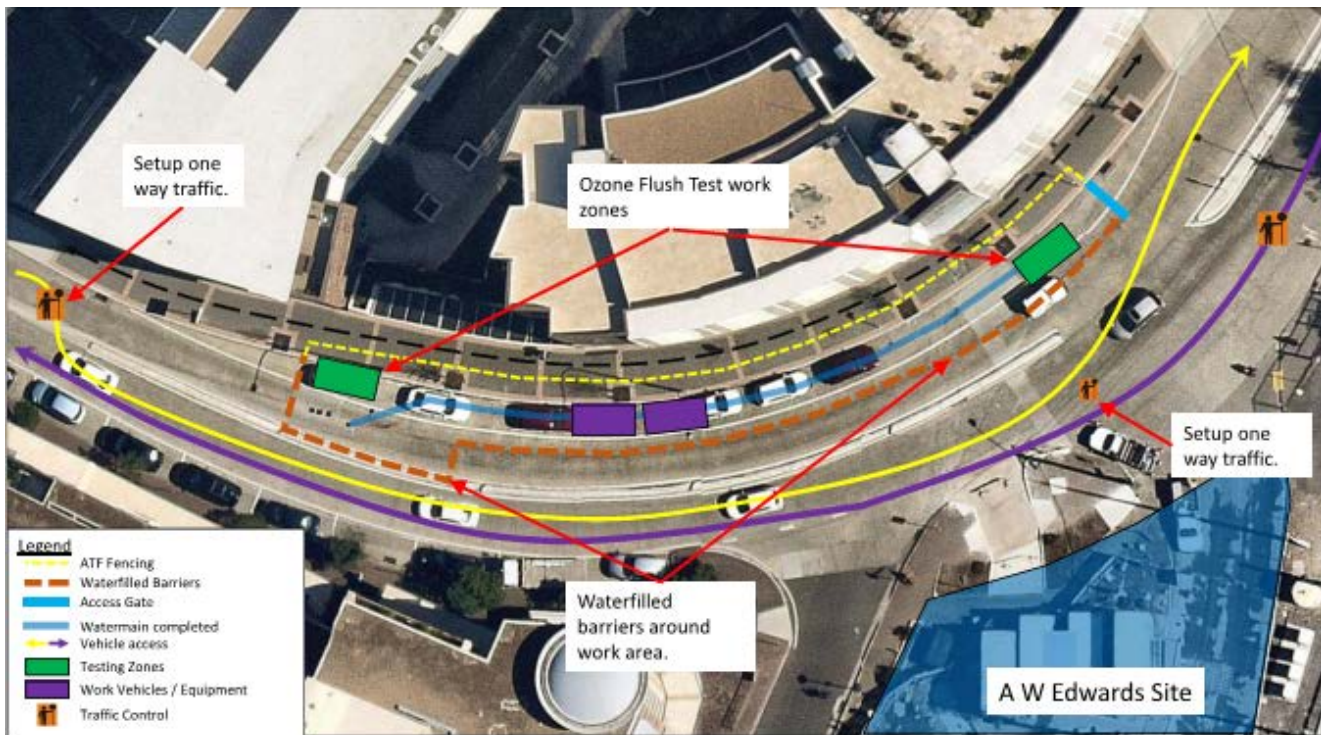 Setup one
way traffic.
Ozone Flush Test work
zones
Setup one
way traffic.
Waterfilled
barriers around
work area.
A W Edwards Site
Legend
ATF Fencing
Waterfilled Barriers
Access Gate
Watermain completed
Vehicle access
Testing Zones
Work Vehicles / Equipment
Traffic Control